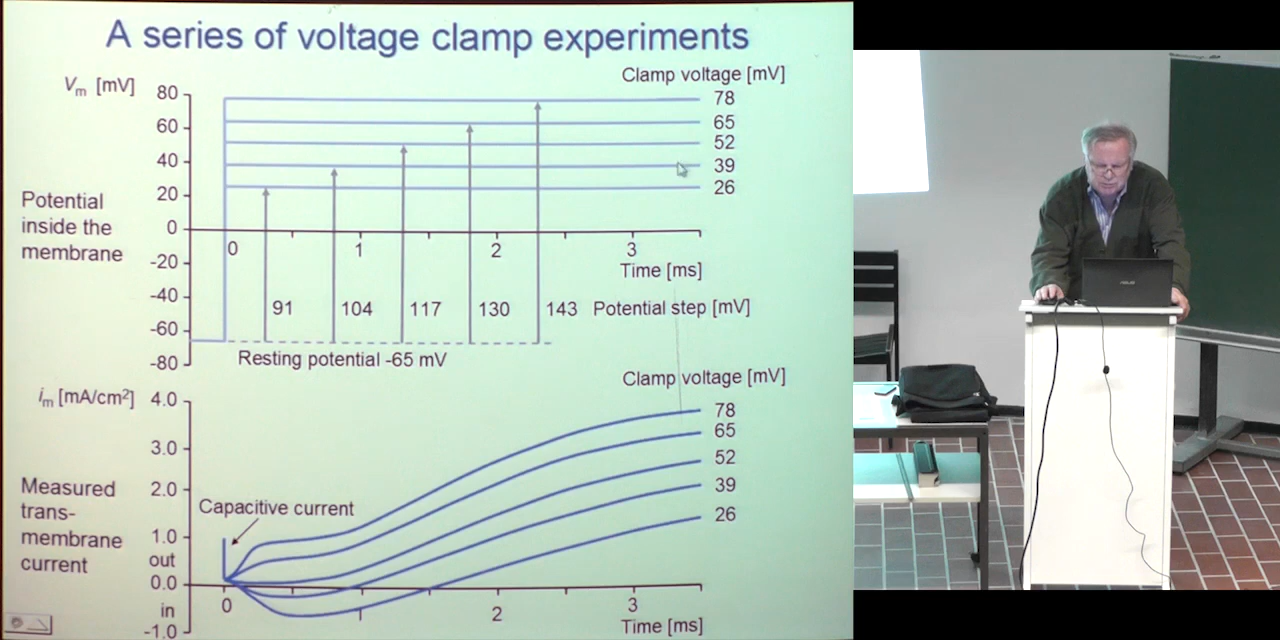 A series of voltage clamp experiments
Vm [mV]
Clamp voltage [mV]
80
60
40
20
0
-20
-40
-60
-80
78
65
52
39
26
Potential
inside the
membrane
0 1 2 3
Time [ms]
91 104 117 130 143 Potential step [mV]
Resting potential -65 mV
im [mA/cm²]
Clamp voltage [mV]
4.0
3.0
2.0
1.0
out
0.0
in
-1.0
78
65
52
39
26
Measured
trans-
membrane
current
Capacitive current
0 1 2 3
Time [ms]
ASUS